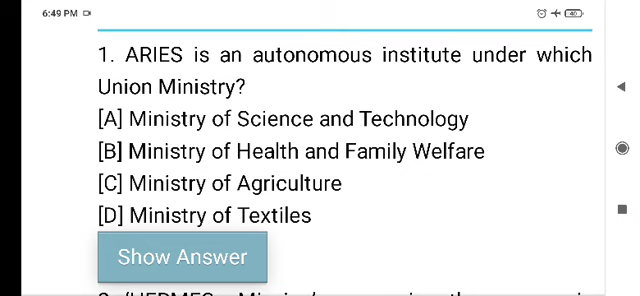 6:49 PM
40
1. ARIES is an autonomous institute under which
Union Ministry?
[A] Ministry of Science and Technology
[B] Ministry of Health and Family Welfare
[C] Ministry of Agriculture
[D] Ministry of Textiles
Show Answer